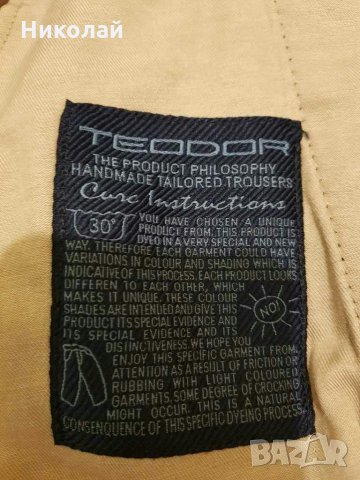 Николай
TEODOR
THE PRODUCT PHILOSOPHY
HANDMADE TAILORED TROUSERS
Care Instructions
30° YOU HAVE CHOSEN A UNIQUE
PRODUCT FROM, THIS PRODUCT IS
DYED IN A VERY SPECIAL AND NEW
WAY. THEREFORE EACH GARMENT COULD HAVE
VARIATIONS IN COLOUR AND SHADING WHICH IS
INDICATIVE OF THIS PROCESS. EACH PRODUCT LOOKS
DIFFEREN TO EACH OTHER, WHICH
MAKES IT UNIQUE. THESE COLOUR
SHADES ARE INTENDED AND GIVE THIS
PRODUCT ITS SPECIAL EVIDENCE AND
ITS SPECIAL EVIDENCE AND ITS
NO!
DISTINCTIVENESS WE HOPE YOU
ENJOY THIS SPECIFIC GARMENT FROM.
ATTENTION AS A RESULT OF FRICTION OR
RUBBING WITH LIGHT COLOURED
GARMENTS, SOME DEGREE OF CROCKING
MIGHT OCCUR. THIS IS A NATURAL
CONSENQUENCE OF THIS SPECIFIC DYEING PROCESS.
BAZAR